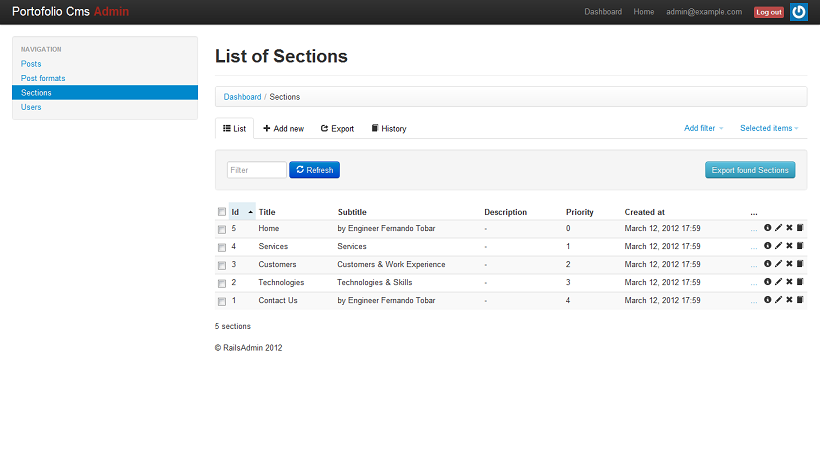 Portofolio Cms Admin Dashboard Home admin@example.com Log out
NAVIGATION
Posts
Post formats
Sections
Users
List of Sections
Dashboard / Sections
List Add new Export History Add filter Selected items
Filter Refresh Export found Sections
Id Title Subtitle Description Priority Created at ...
5 Home by Engineer Fernando Tobar - 0 March 12, 2012 17:59 ...
4 Services Services - 1 March 12, 2012 17:59 ...
3 Customers Customers & Work Experience - 2 March 12, 2012 17:59 ...
2 Technologies Technologies & Skills - 3 March 12, 2012 17:59 ...
1 Contact Us by Engineer Fernando Tobar - 4 March 12, 2012 17:59 ...
5 sections
© RailsAdmin 2012